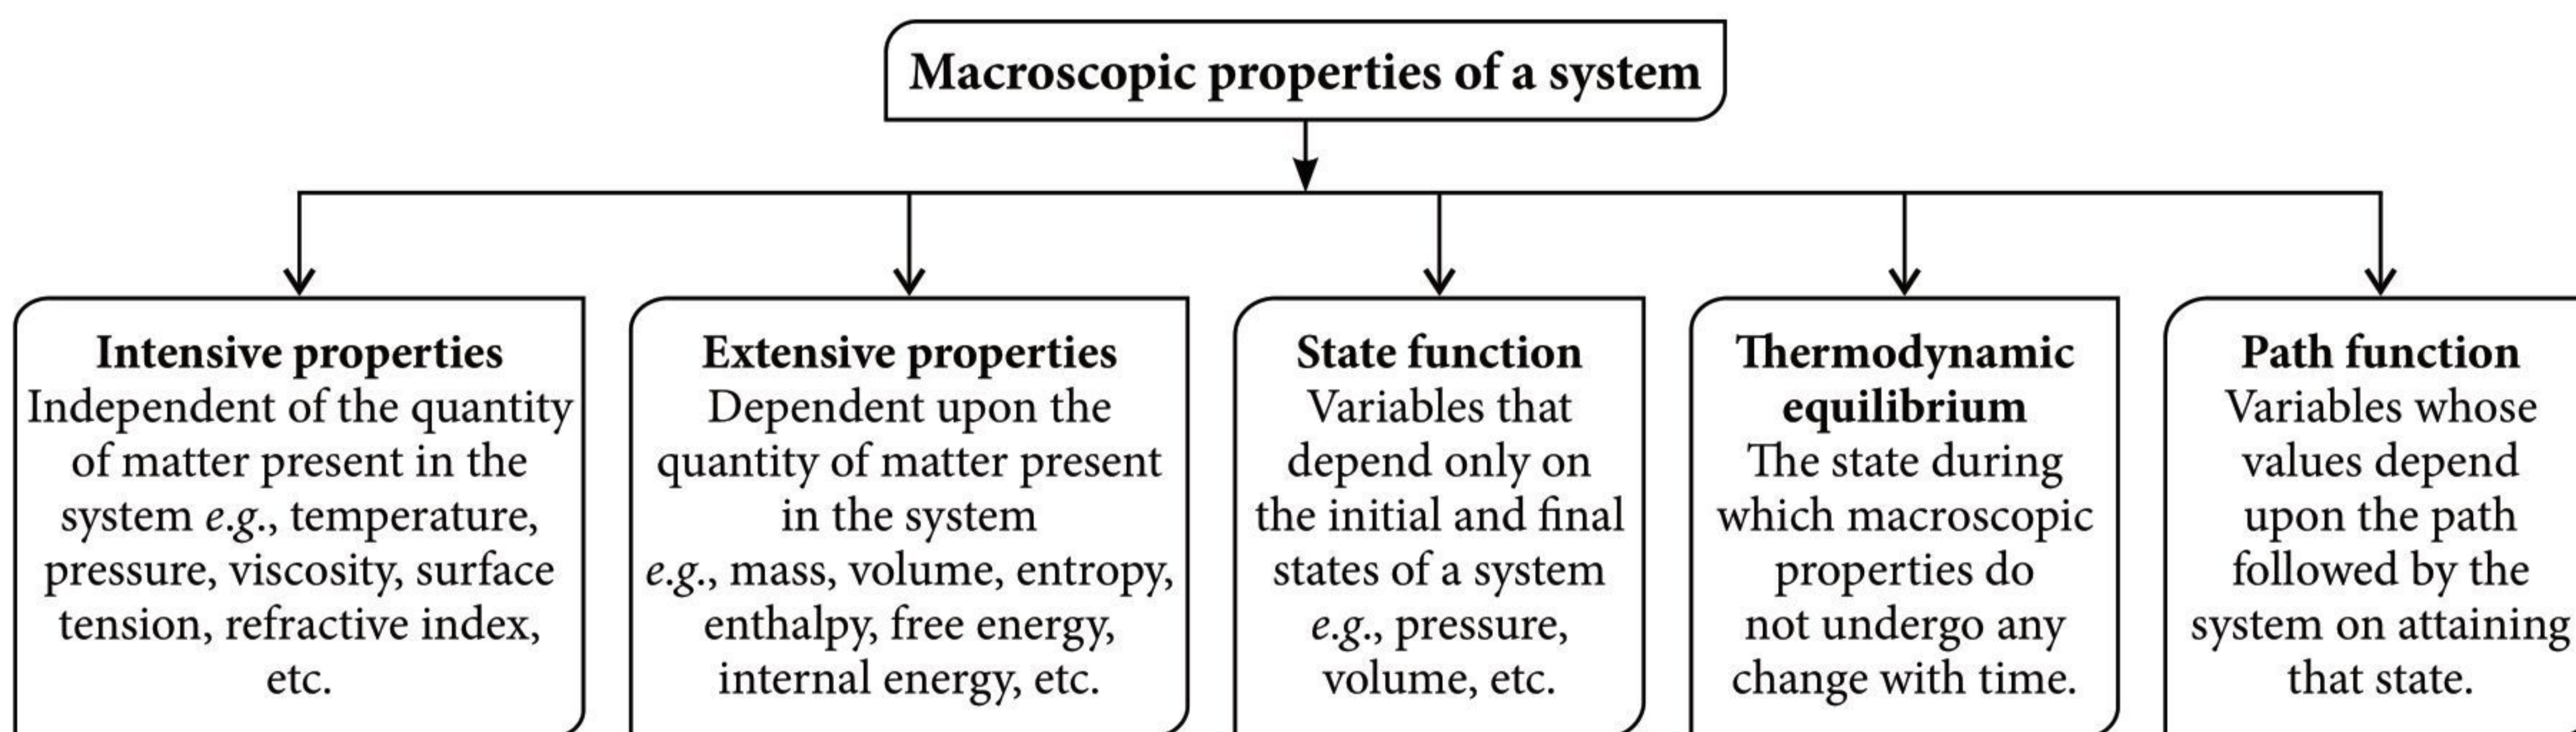 Macroscopic properties of a system
Intensive properties
Independent of the quantity
of matter present in the
system e.g., temperature,
pressure, viscosity, surface
tension, refractive index,
etc.
Extensive properties
Dependent upon the
quantity of matter present
in the system
e.g., mass, volume, entropy,
enthalpy, free energy,
internal energy, etc.
State function
Variables that
depend only on
the initial and final
states of a system
e.g., pressure,
volume, etc.
Thermodynamic
equilibrium
The state during
which macroscopic
properties do
not undergo any
change with time.
Path function
Variables whose
values depend
upon the path
followed by the
system on attaining
that state.